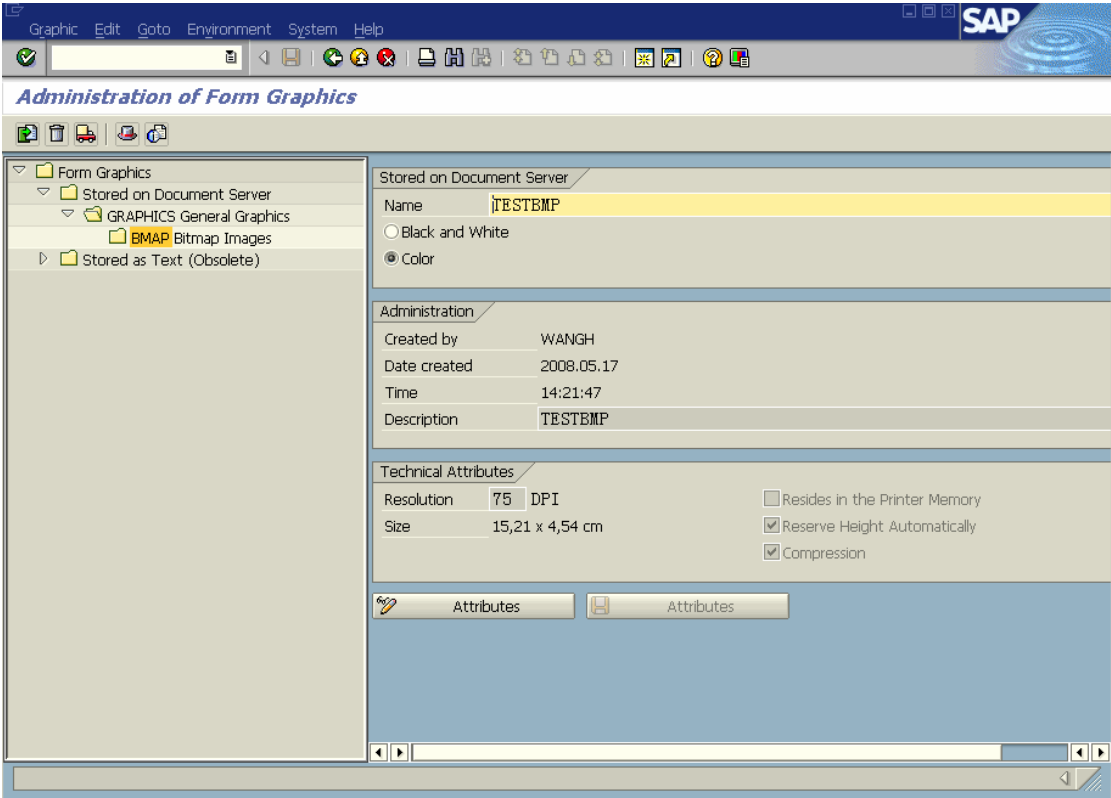 Graphic Edit Goto Environment System Help
SAP
Administration of Form Graphics
Form Graphics
Stored on Document Server
GRAPHICS General Graphics
BMAP Bitmap Images
Stored as Text (Obsolete)
Stored on Document Server
Name TESTBMP
Black and White
Color
Administration
Created by WANGH
Date created 2008.05.17
Time 14:21:47
Description TESTBMP
Technical Attributes
Resolution 75 DPI Resides in the Printer Memory
Size 15,21 x 4,54 cm Reserve Height Automatically
Compression
Attributes Attributes